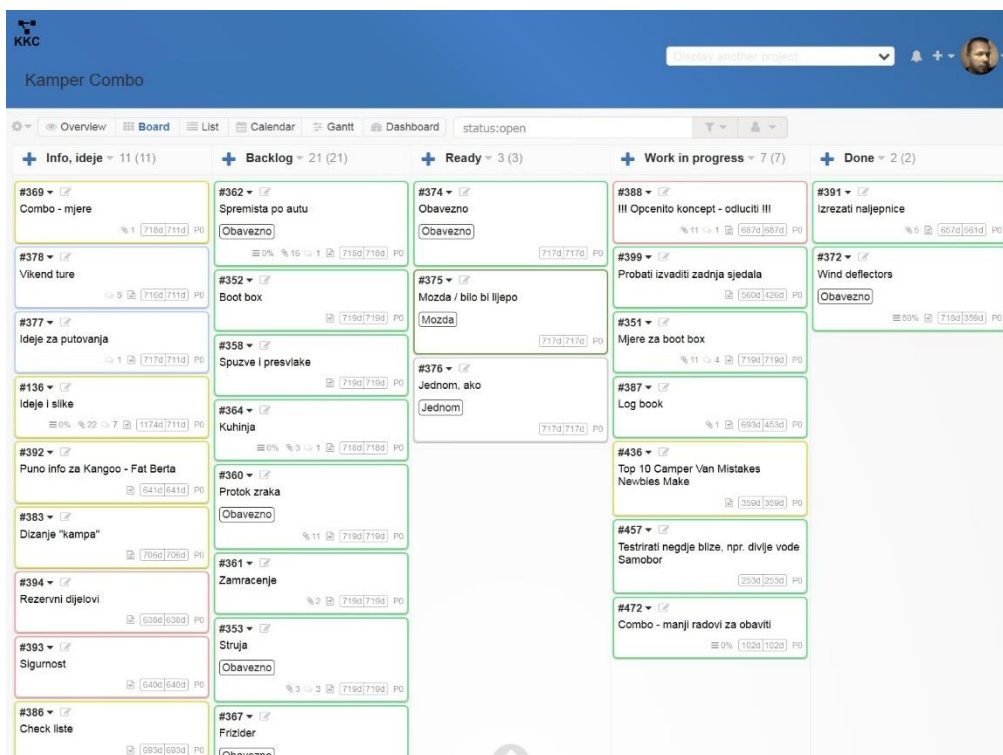 KKC
Kamper Combo
Display another project
Overview Board List Calendar Gantt Dashboard status:open
Info, ideje 11 (11)
#369
Combo - mjere
1 718d 711d P0
#378
Vikend ture
5 716d 711d P0
#377
Ideje za putovanja
1 717d 711d P0
#136
Ideje i slike
0% 22 7 1174d 711d P0
#392
Puno info za Kangoo - Fat Berta
641d 641d P0
#383
Dizanje "kampa"
706d 706d P0
#394
Rezervni dijelovi
638d 638d P0
#393
Sigurnost
640d 640d P0
#386
Check liste
693d 693d P0
Backlog 21 (21)
#362
Spremista po autu
Obavezno
0% 16 1 718d 718d P0
#352
Boot box
719d 719d P0
#358
Spuzve i presvlake
719d 719d P0
#364
Kuhinja
0% 3 1 718d 718d P0
#360
Protok zraka
Obavezno
11 719d 719d P0
#361
Zamracenje
2 719d 719d P0
#353
Struja
Obavezno
3 3 719d 719d P0
#367
Frizider
Obavezno
Ready 3 (3)
#374
Obavezno
Obavezno
717d 717d P0
#375
Mozda / bilo bi lijepo
Mozda
717d 717d P0
#376
Jednom, ako
Jednom
717d 717d P0
Work in progress 7 (7)
#388
!!! Opcenito koncept - odluciti !!!
11 1 687d 687d P0
#399
Probati izvaditi zadnja sjedala
560d 426d P0
#351
Mjere za boot box
11 4 719d 719d P0
#387
Log book
1 693d 453d P0
#436
Top 10 Camper Van Mistakes
Newbies Make
359d 359d P0
#457
Testrirati negdje blize, npr. divlje vode
Samobor
253d 253d P0
#472
Combo - manji radovi za obaviti
0% 102d 102d P0
Done 2 (2)
#391
Izrezati naljepnice
5 657d 561d P0
#372
Wind deflectors
Obavezno
50% 718d 359d P0